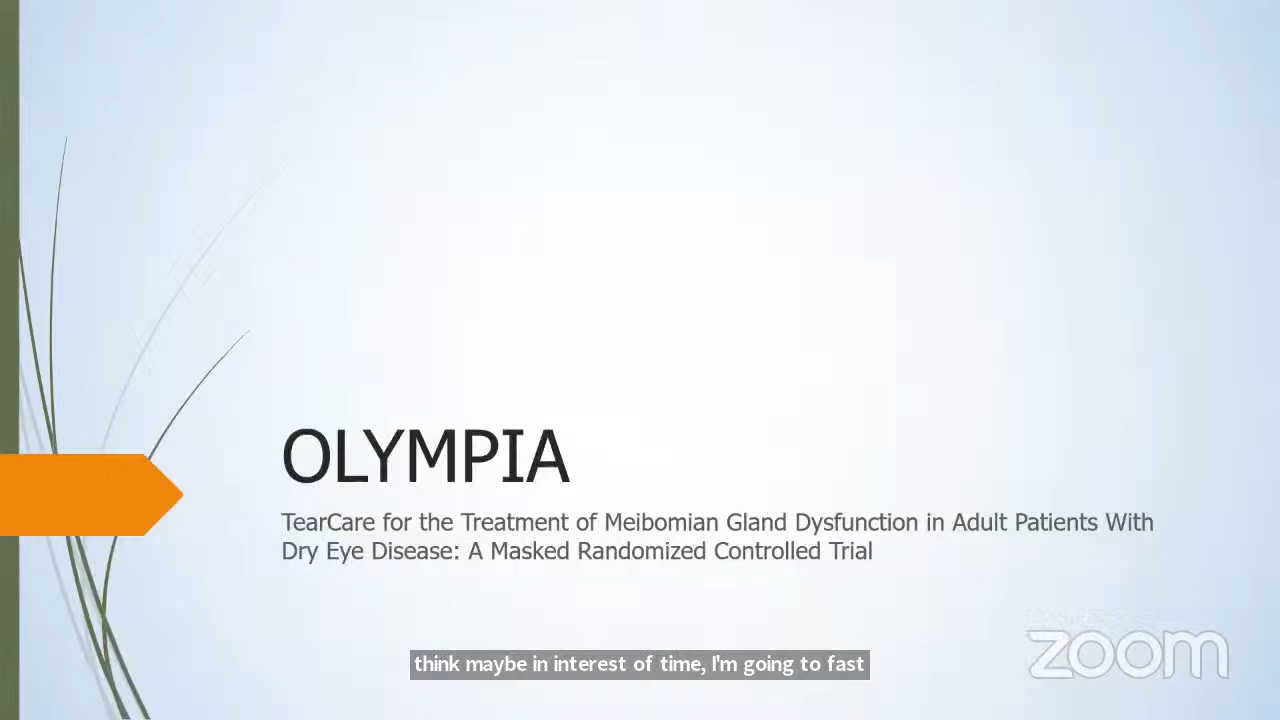 OLYMPIA
TearCare for the Treatment of Meibomian Gland Dysfunction in Adult Patients With
Dry Eye Disease: A Masked Randomized Controlled Trial
zoom
think maybe in interest of time, I'm going to fast